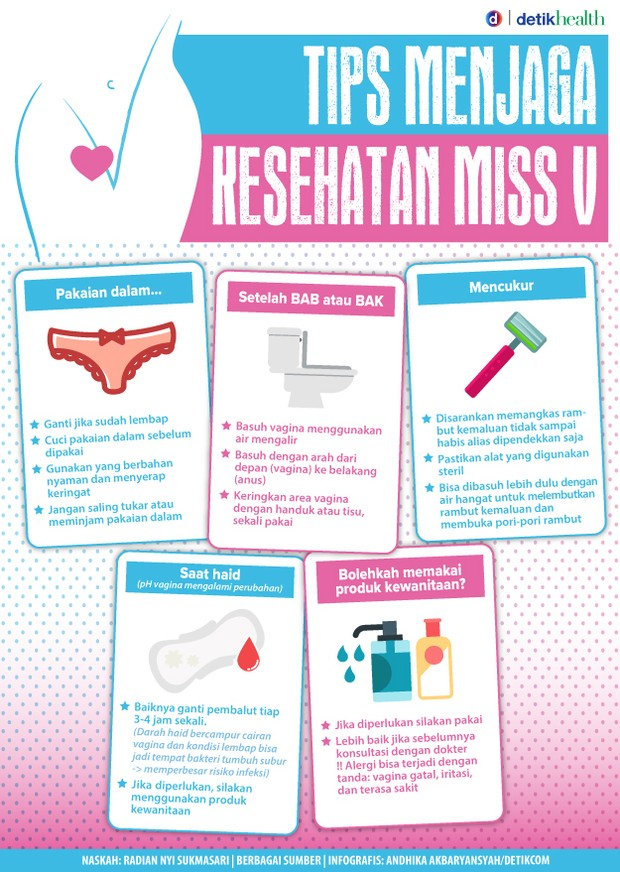 d | detikhealth
TIPS MENJAGA
KESEHATAN MISS V
Pakaian dalam...
Ganti jika sudah lembap
Cuci pakaian dalam sebelum
dipakai
Gunakan yang berbahan
nyaman dan menyerap
keringat
Jangan saling tukar atau
meminjam pakaian dalam
Setelah BAB atau BAK
Basuh vagina menggunakan
air mengalir
Basuh dengan arah dari
depan (vagina) ke belakang
(anus)
Keringkan area vagina
dengan handuk atau tisu,
sekali pakai
Mencukur
Disarankan memangkas ram-
but kemaluan tidak sampai
habis alias dipendekkan saja
Pastikan alat yang digunakan
steril
Bisa dibasuh lebih dulu dengan
air hangat untuk melembutkan
rambut kemaluan dan
membuka pori-pori rambut
Saat haid
(pH vagina mengalami perubahan)
Baiknya ganti pembalut tiap
3-4 jam sekali.
(Darah haid bercampur cairan
vagina dan kondisi lembap bisa
jadi tempat bakteri tumbuh subur
-> memperbesar risiko infeksi)
Jika diperlukan, silakan
menggunakan produk
kewanitaan
Bolehkah memakai
produk kewanitaan?
Jika diperlukan silakan pakai
Lebih baik jika sebelumnya
konsultasi dengan dokter
!! Alergi bisa terjadi dengan
tanda: vagina gatal, iritasi,
dan terasa sakit
NASKAH: RADIAN NYI SUKMASARI | BERBAGAI SUMBER | INFOGRAFIS: ANDHIKA AKBARYANSYAH/DETIKCOM